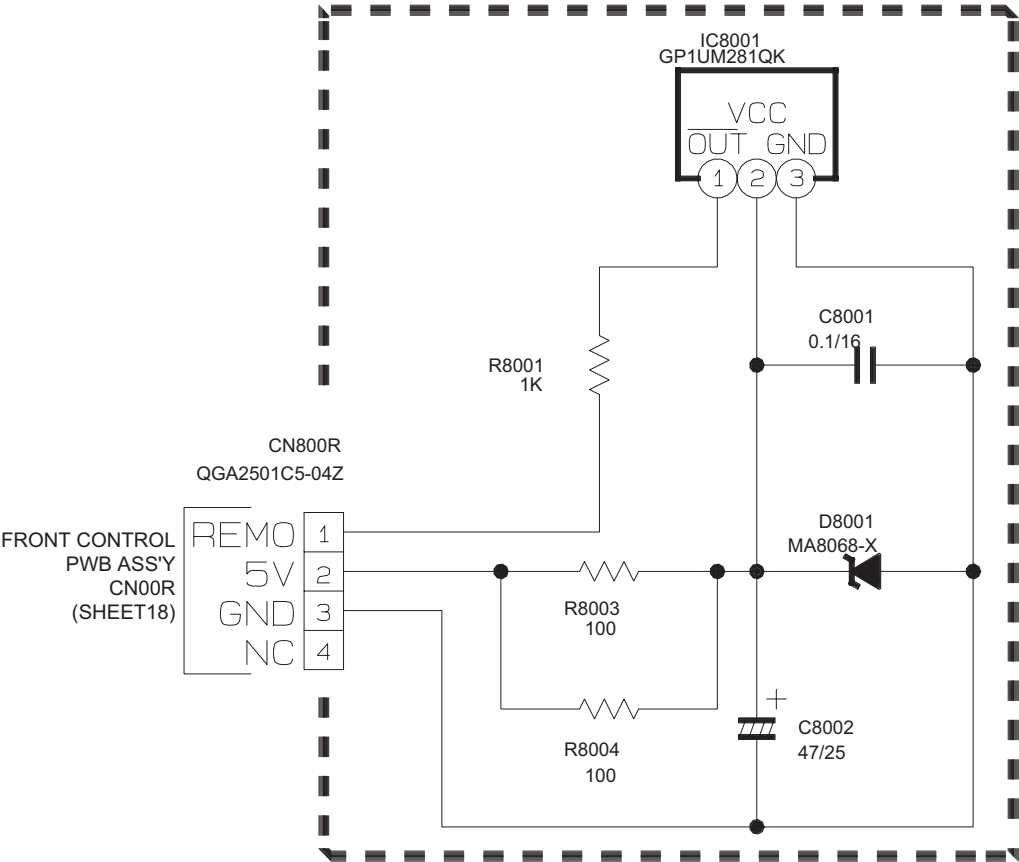 IC8001
GP1UM281QK
VCC
OUT GND
1 2 3
C8001
0.1/16
R8001
1K
CN800R
QGA2501C5-04Z
FRONT CONTROL
PWB ASS'Y
CN00R
(SHEET18)
REMO 1
5V 2
GND 3
NC 4
D8001
MA8068-X
R8003
100
R8004
100
+
C8002
47/25